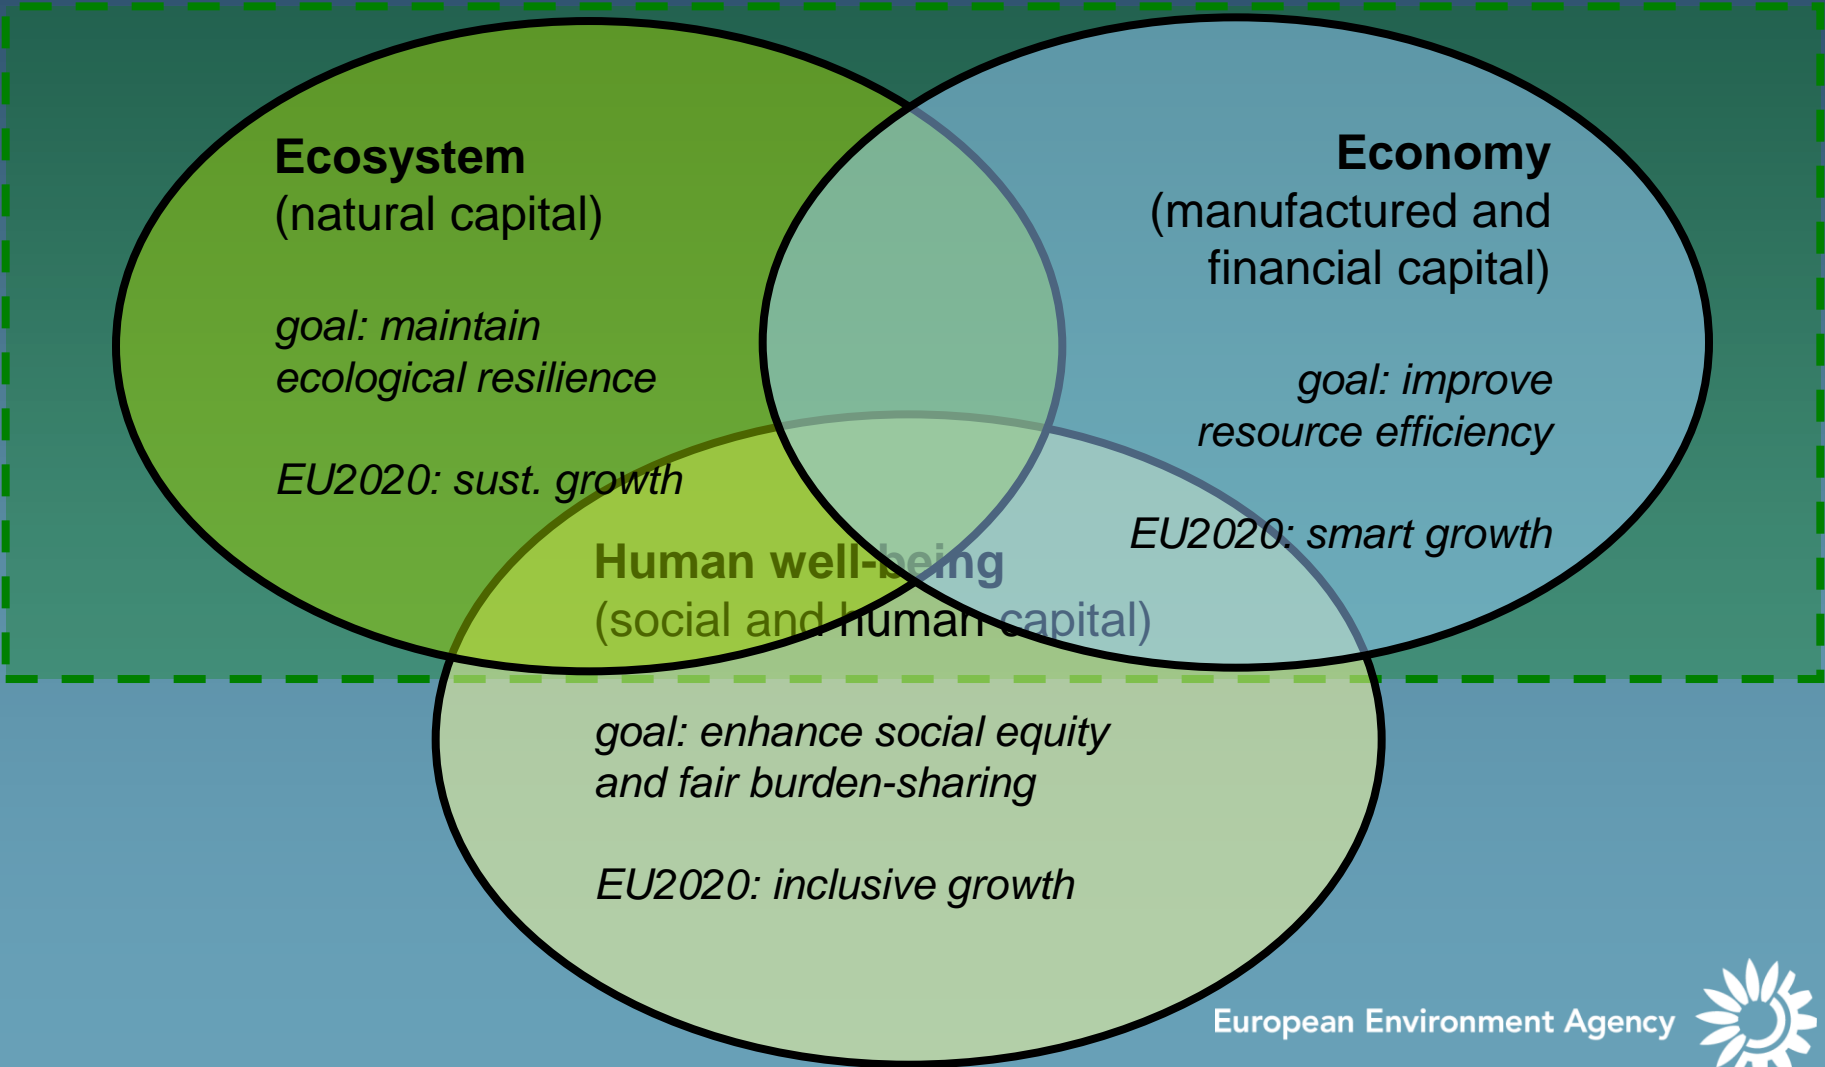 Ecosystem
(natural capital)
goal: maintain
ecological resilience
EU2020: sust. growth
Economy
(manufactured and
financial capital)
goal: improve
resource efficiency
EU2020: smart growth
Human well-being
(social and human capital)
goal: enhance social equity
and fair burden-sharing
EU2020: inclusive growth
European Environment Agency